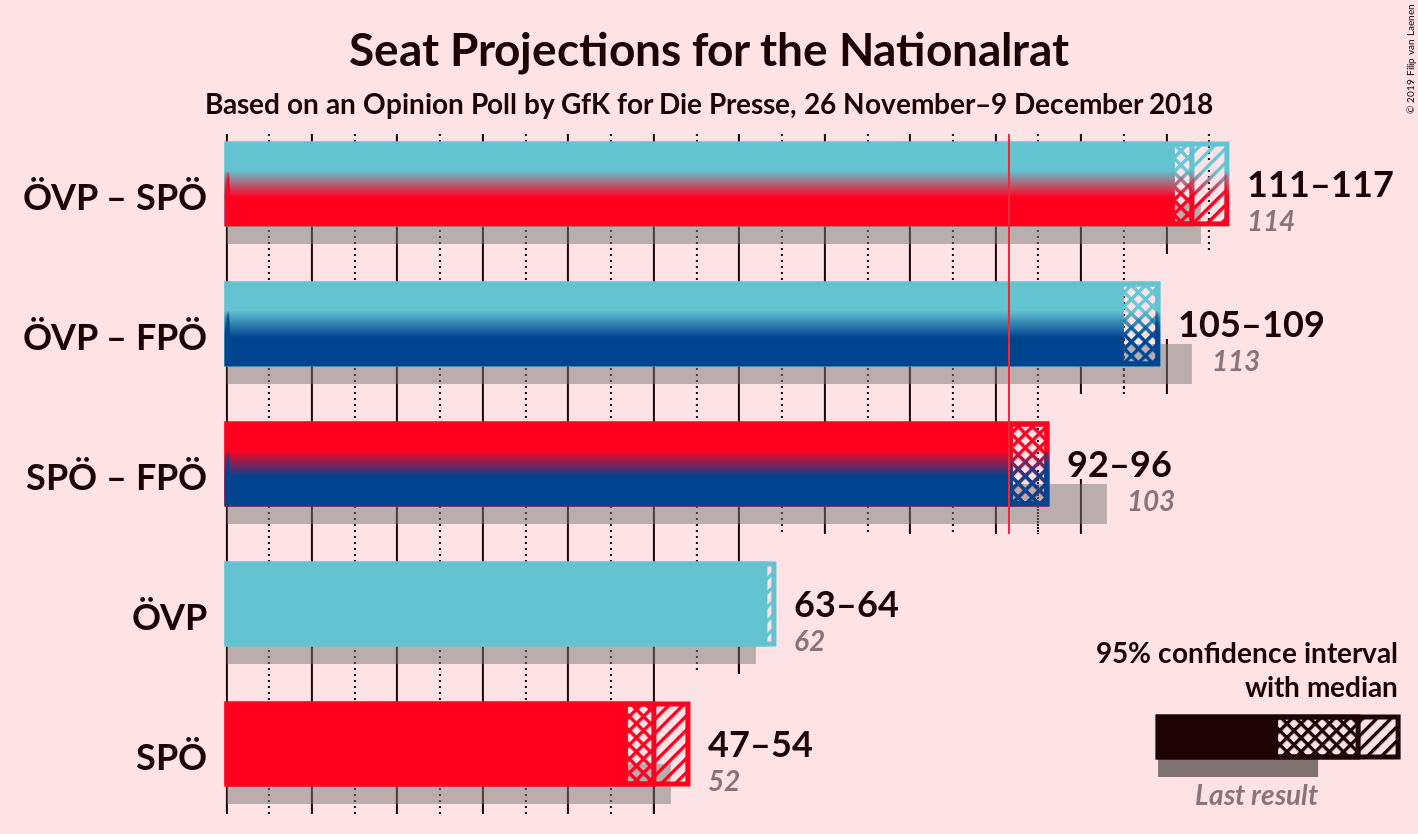 Seat Projections for the Nationalrat
Based on an Opinion Poll by GfK for Die Presse, 26 November–9 December 2018
© 2019 Filip van Laenen
ÖVP – SPÖ
111–117
114
ÖVP – FPÖ
105–109
113
SPÖ – FPÖ
92–96
103
ÖVP
63–64
62
SPÖ
47–54
52
95% confidence interval
with median
Last result